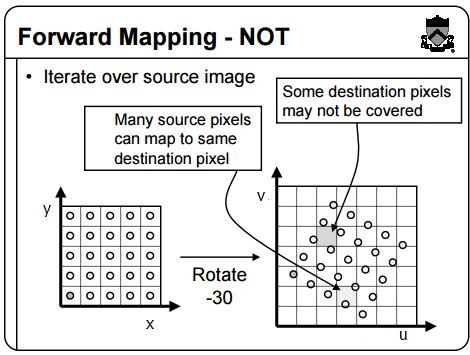 Forward Mapping - NOT
• Iterate over source image
Some destination pixels
may not be covered
Many source pixels
can map to same
destination pixel
v
y
Rotate
-30
x
u